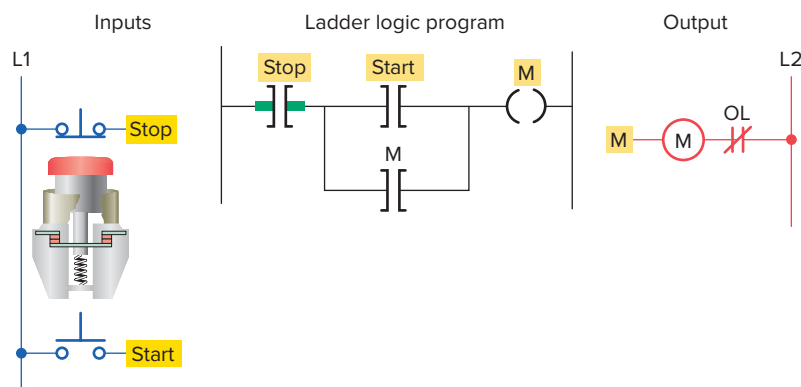 Inputs
Ladder logic program
Output
L1
L2
Stop
Start
M
Stop
M
OL
M
M
Start